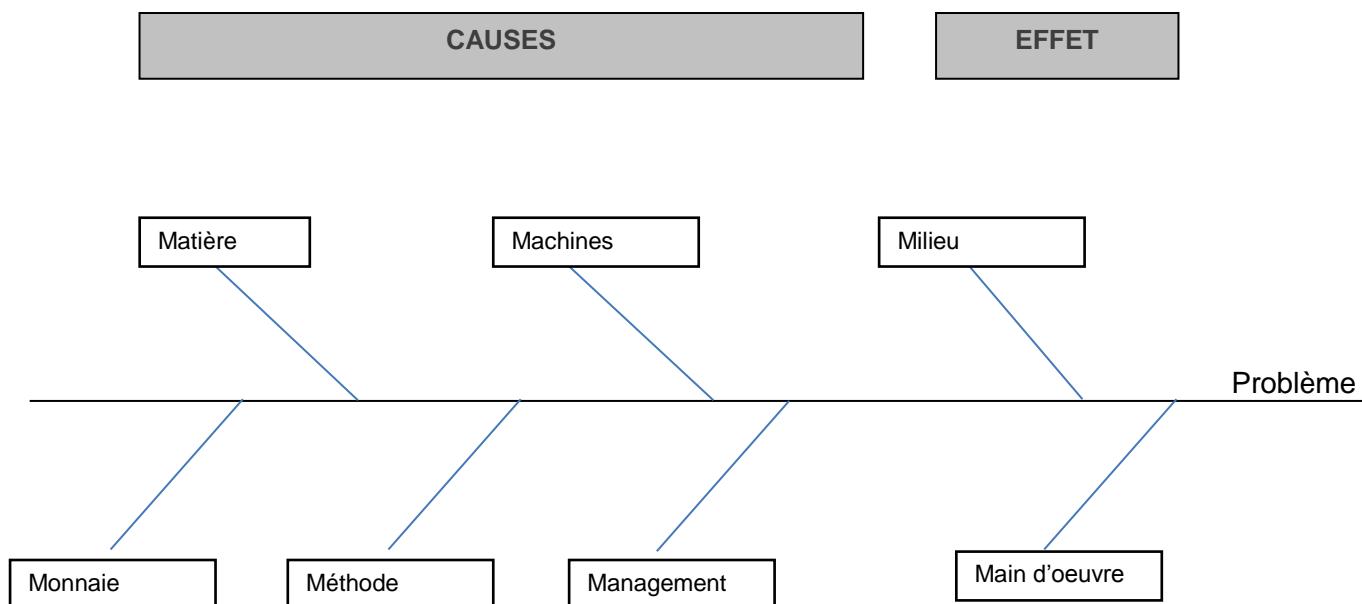 CAUSES
EFFET
Matière
Machines
Milieu
Problème
Monnaie
Méthode
Management
Main d'oeuvre